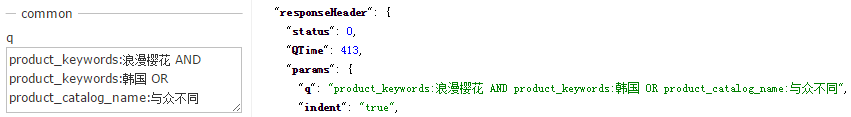 common
q
product_keywords:浪漫樱花 AND
product_keywords:韩国 OR
product_catalog_name:与众不同
"responseHeader": {
"status": 0,
"QTime": 413,
"params": {
"q": "product_keywords:浪漫樱花 AND product_keywords:韩国 OR product_catalog_name:与众不同",
"indent": "true",